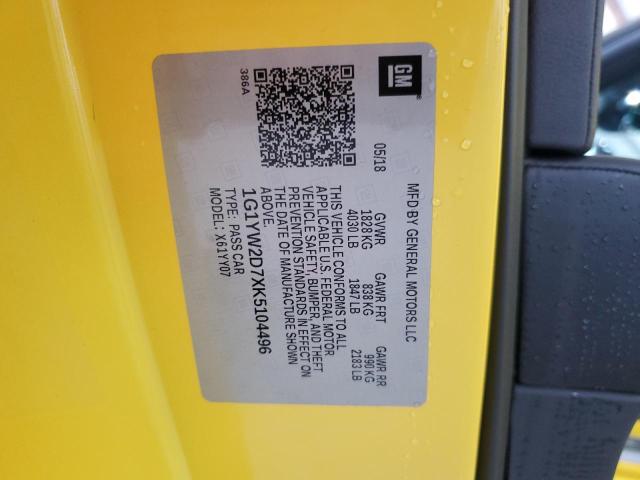 GM
®
MFD BY GENERAL MOTORS LLC
05/18
GVWR GAWR FRT GAWR RR
1828 KG 838 KG 990 KG
4030 LB 1847 LB 2183 LB
THIS VEHICLE CONFORMS TO ALL
APPLICABLE U.S. FEDERAL MOTOR
VEHICLE SAFETY, BUMPER, AND THEFT
PREVENTION STANDARDS IN EFFECT ON
THE DATE OF MANUFACTURE SHOWN
ABOVE.
1G1YW2D7XK5104496
TYPE: PASS CAR
MODEL: X61YY07
386A